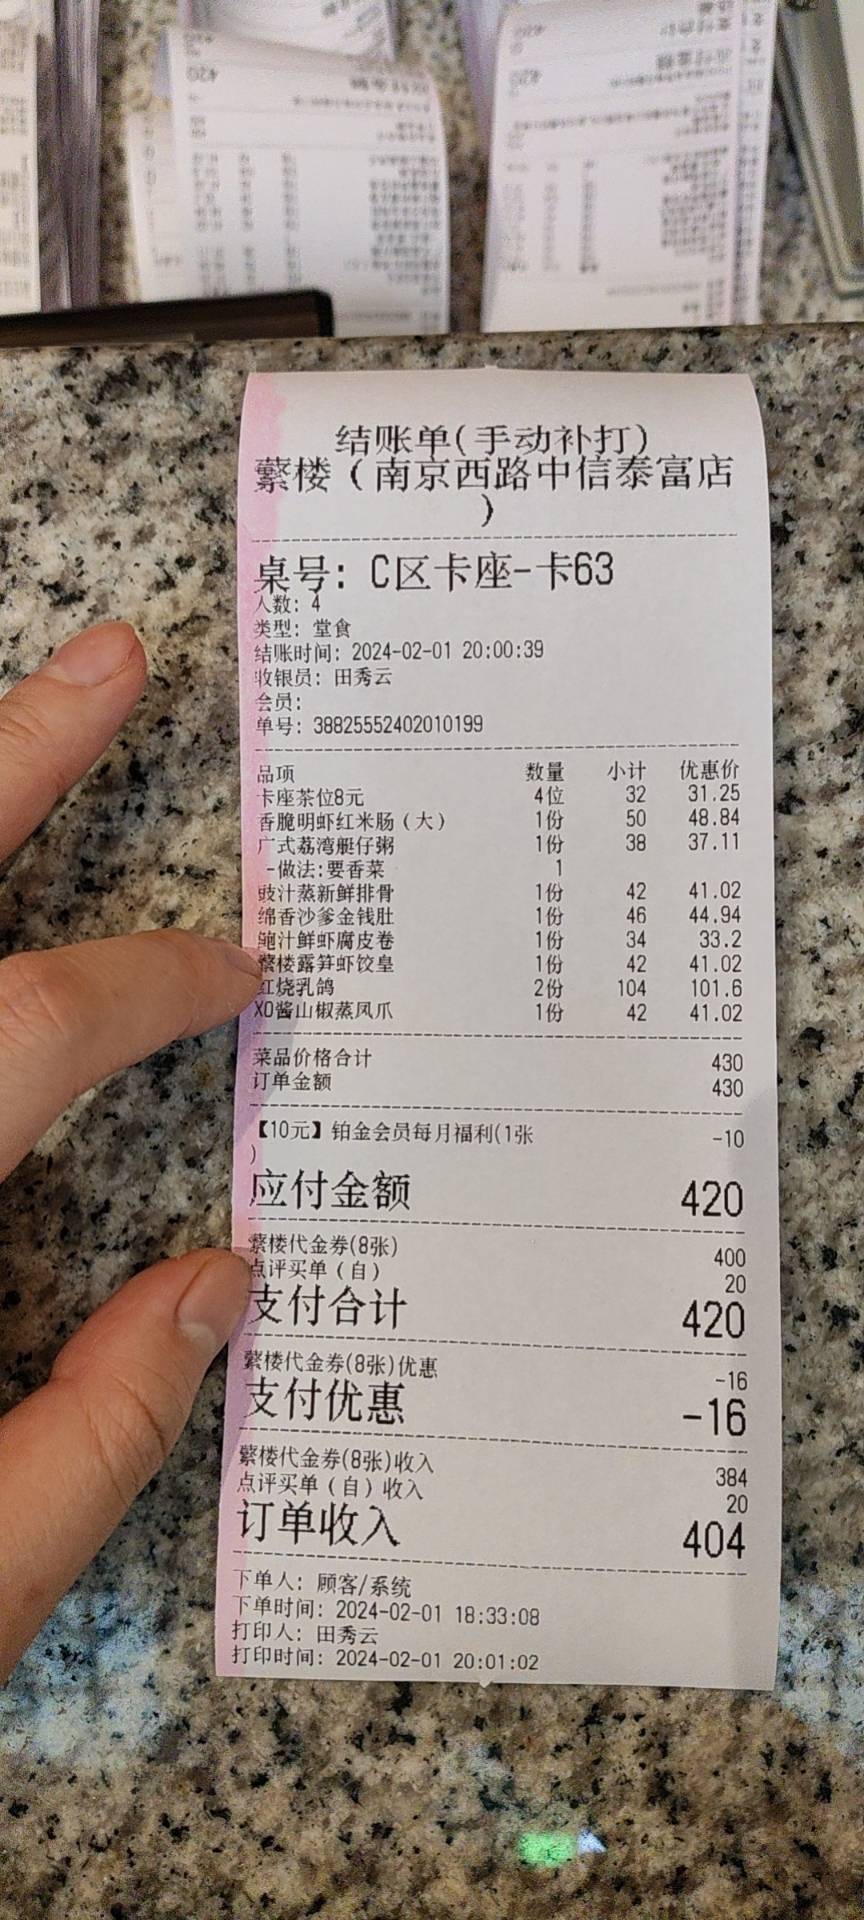 结账单(手动补打)
蘩楼（南京西路中信泰富店
）
桌号: C区卡座-卡63
人数: 4
类型: 堂食
结账时间: 2024-02-01 20:00:39
收银员: 田秀云
会员:
单号: 38825552402010199
品项 数量 小计 优惠价
卡座茶位8元 4位 32 31.25
香脆明虾红米肠（大） 1份 50 48.84
广式荔湾艇仔粥 1份 38 37.11
-做法:要香菜 1
豉汁蒸新鲜排骨 1份 42 41.02
绵香沙爹金钱肚 1份 46 44.94
鲍汁鲜虾腐皮卷 1份 34 33.2
蘩楼露笋虾饺皇 1份 42 41.02
红烧乳鸽 2份 104 101.6
XO酱山椒蒸凤爪 1份 42 41.02
菜品价格合计 430
订单金额 430
【10元】铂金会员每月福利(1张 -10
)
应付金额 420
蘩楼代金券(8张) 400
点评买单（自） 20
支付合计 420
蘩楼代金券(8张)优惠 -16
支付优惠 -16
蘩楼代金券(8张)收入 384
点评买单（自）收入 20
订单收入 404
下单人: 顾客/系统
下单时间: 2024-02-01 18:33:08
打印人: 田秀云
打印时间: 2024-02-01 20:01:02